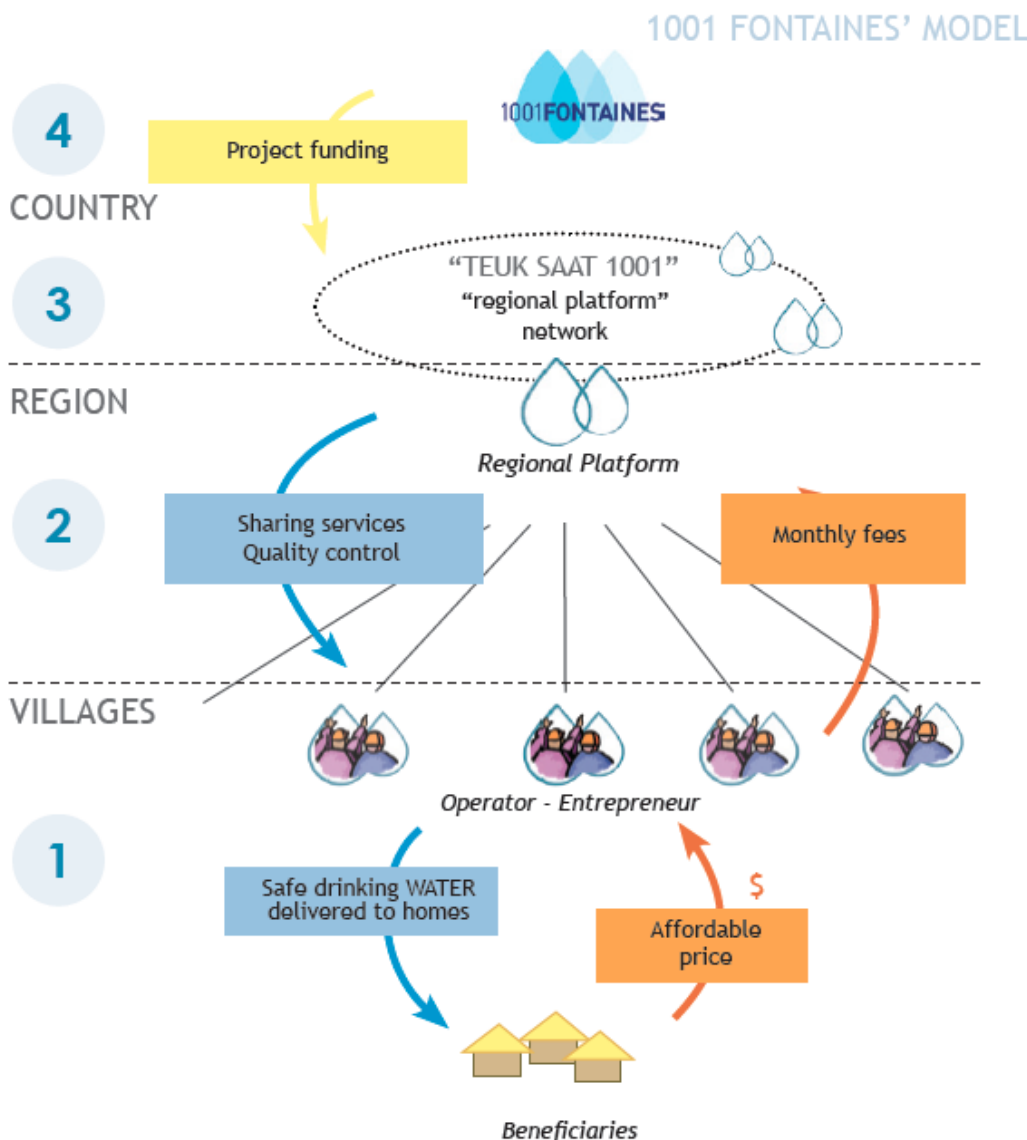 1001 FONTAINES' MODEL
1001FONTAINES
4
Project funding
COUNTRY
3
“TEUK SAAT 1001”
“regional platform”
network
REGION
Regional Platform
2
Sharing services
Quality control
Monthly fees
VILLAGES
Operator - Entrepreneur
1
Safe drinking WATER
delivered to homes
$
Affordable
price
Beneficiaries